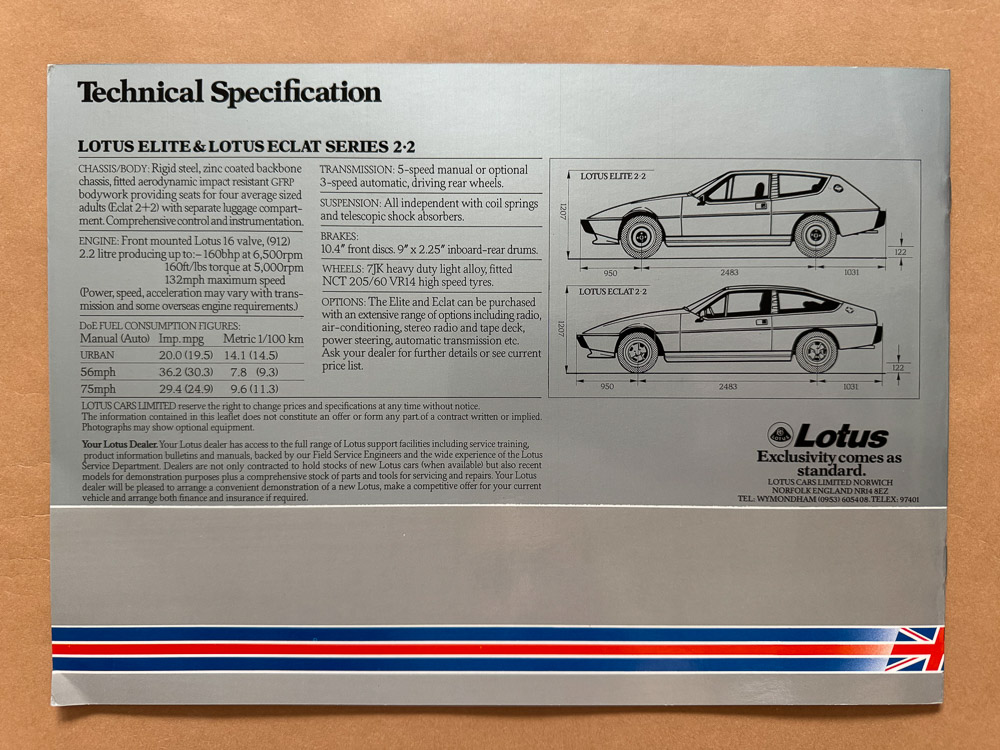 Technical Specification
LOTUS ELITE & LOTUS ECLAT SERIES 2·2
CHASSIS/BODY: Rigid steel, zinc coated backbone
chassis, fitted aerodynamic impact resistant GFRP
bodywork providing seats for four average sized
adults (Eclat 2+2) with separate luggage compart-
ment. Comprehensive control and instrumentation.
ENGINE: Front mounted Lotus 16 valve, (912)
2.2 litre producing up to:– 160bhp at 6,500rpm
160ft/lbs torque at 5,000rpm
132mph maximum speed
(Power, speed, acceleration may vary with trans-
mission and some overseas engine requirements.)
DoE FUEL CONSUMPTION FIGURES:
Manual (Auto) Imp. mpg Metric 1/100 km
URBAN 20.0 (19.5) 14.1 (14.5)
56mph 36.2 (30.3) 7.8 (9.3)
75mph 29.4 (24.9) 9.6 (11.3)
TRANSMISSION: 5-speed manual or optional
3-speed automatic, driving rear wheels.
SUSPENSION: All independent with coil springs
and telescopic shock absorbers.
BRAKES:
10.4″ front discs. 9″ x 2.25″ inboard-rear drums.
WHEELS: 7JK heavy duty light alloy, fitted
NCT 205/60 VR14 high speed tyres.
OPTIONS: The Elite and Eclat can be purchased
with an extensive range of options including radio,
air-conditioning, stereo radio and tape deck,
power steering, automatic transmission etc.
Ask your dealer for further details or see current
price list.
LOTUS CARS LIMITED reserve the right to change prices and specifications at any time without notice.
The information contained in this leaflet does not constitute an offer or form any part of a contract written or implied.
Photographs may show optional equipment.
Your Lotus Dealer. Your Lotus dealer has access to the full range of Lotus support facilities including service training,
product information bulletins and manuals, backed by our Field Service Engineers and the wide experience of the Lotus
Service Department. Dealers are not only contracted to hold stocks of new Lotus cars (when available) but also recent
models for demonstration purposes plus a comprehensive stock of parts and tools for servicing and repairs. Your Lotus
dealer will be pleased to arrange a convenient demonstration of a new Lotus, make a competitive offer for your current
vehicle and arrange both finance and insurance if required.
LOTUS ELITE 2·2
1207
122
950 2483 1031
LOTUS ECLAT 2·2
1207
122
950 2483 1031
LOTUS Lotus
Exclusivity comes as
standard.
LOTUS CARS LIMITED NORWICH
NORFOLK ENGLAND NR14 8EZ
TEL: WYMONDHAM (0953) 605408. TELEX: 97401